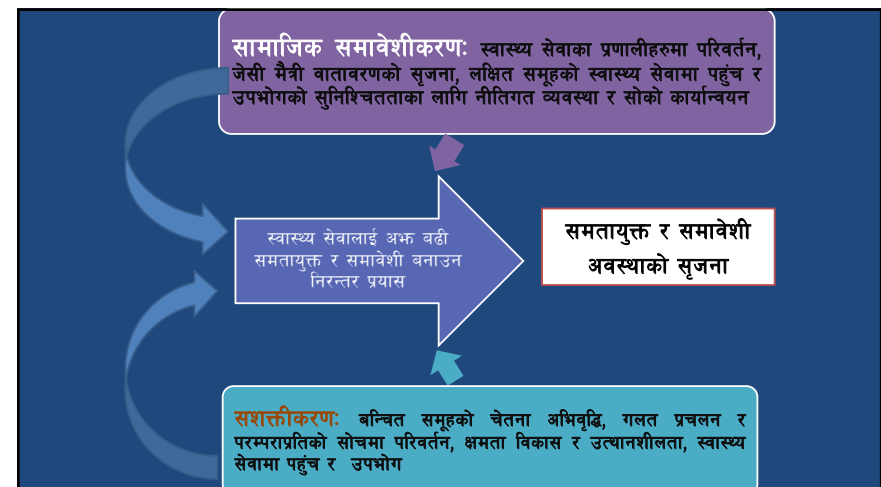 सामाजिक समावेशीकरण: स्वास्थ्य सेवाका प्रणालीहरुमा परिवर्तन,
जेसी मैत्री वातावरणको सृजना, लक्षित समूहको स्वास्थ्य सेवामा पहुंच र
उपभोगको सुनिश्चितताका लागि नीतिगत व्यवस्था र सोको कार्यान्वयन
स्वास्थ्य सेवालाई अझ बढी
समतायुक्त र समावेशी बनाउन
निरन्तर प्रयास
समतायुक्त र समावेशी
अवस्थाको सृजना
सशक्तीकरण: बन्चित समूहको चेतना अभिवृद्धि, गलत प्रचलन र
परम्पराप्रतिको सोचमा परिवर्तन, क्षमता विकास र उत्थानशीलता, स्वास्थ्य
सेवामा पहुंच र उपभोग